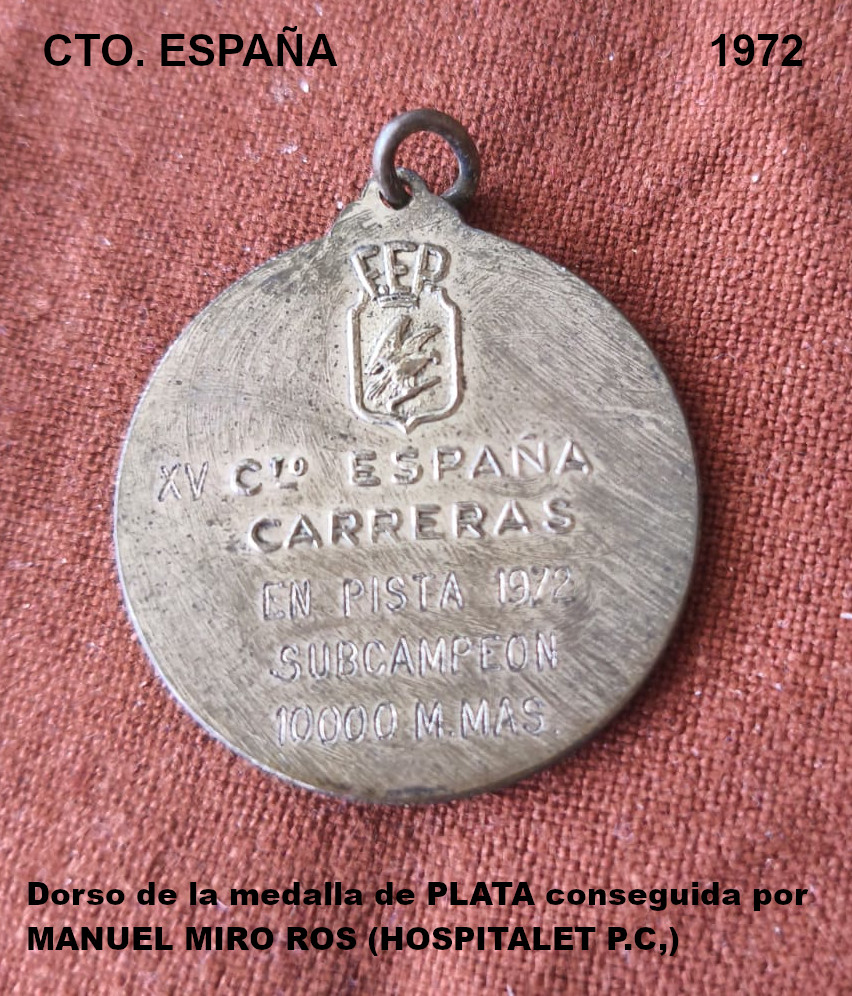 CTO. ESPAÑA 1972
F.E.P.
XV Cto ESPAÑA
CARRERAS
EN PISTA 1972
SUBCAMPEON
10000 M.MAS.
Dorso de la medalla de PLATA conseguida por
MANUEL MIRO ROS (HOSPITALET P.C,)